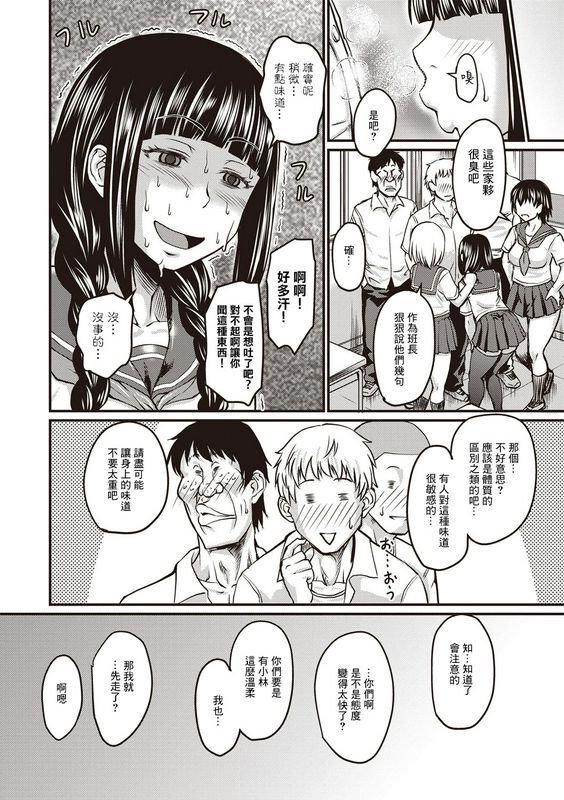 嗅
這些家夥
很臭吧
是吧?
作為班長
狠狠說他們幾句
確…
フル
フル
確實呢
稍微…
有點味道…
フル
フル
啊啊!
好多汗!
不會是想吐了吧?
對不起啊讓你
聞這種東西!
沒…
沒事的…
那個…
不好意思?
應該是體質的
區別之類的吧…
有人對這種味道
很敏感的…
お…おぅ
請盡可能
讓身上的味道
不要太重吧
知…知道了
會注意的
…你們啊
是不是態度
變得太快了?
你們要是
有小林
這麼溫柔
我也…
那我就
…先走了?
啊嗯